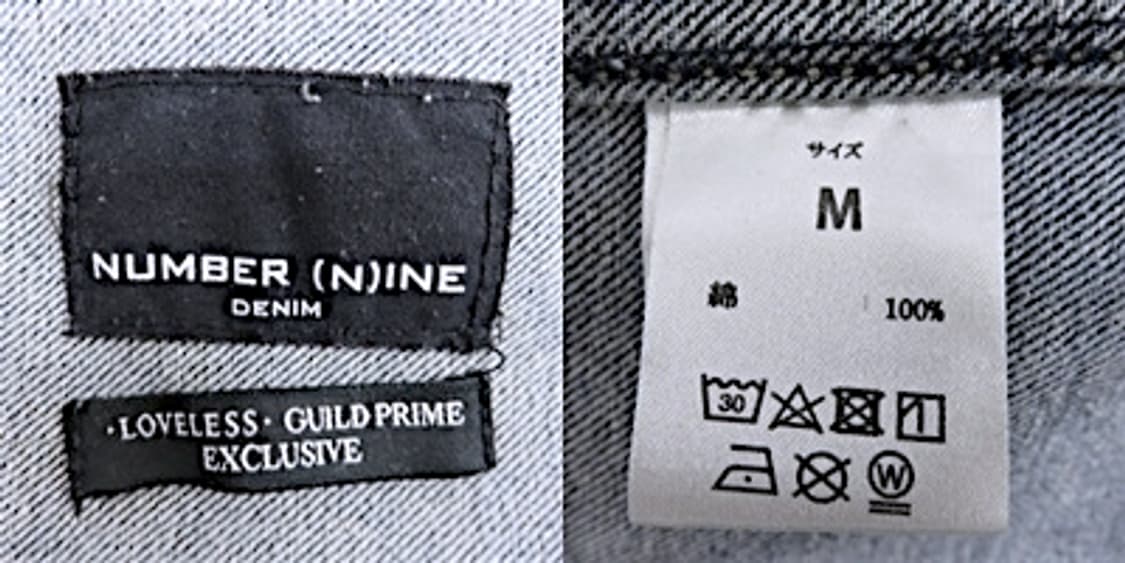 NUMBER (N)INE
DENIM
·LOVELESS· GUILD PRIME
EXCLUSIVE
サイズ
M
綿 100%
30
W